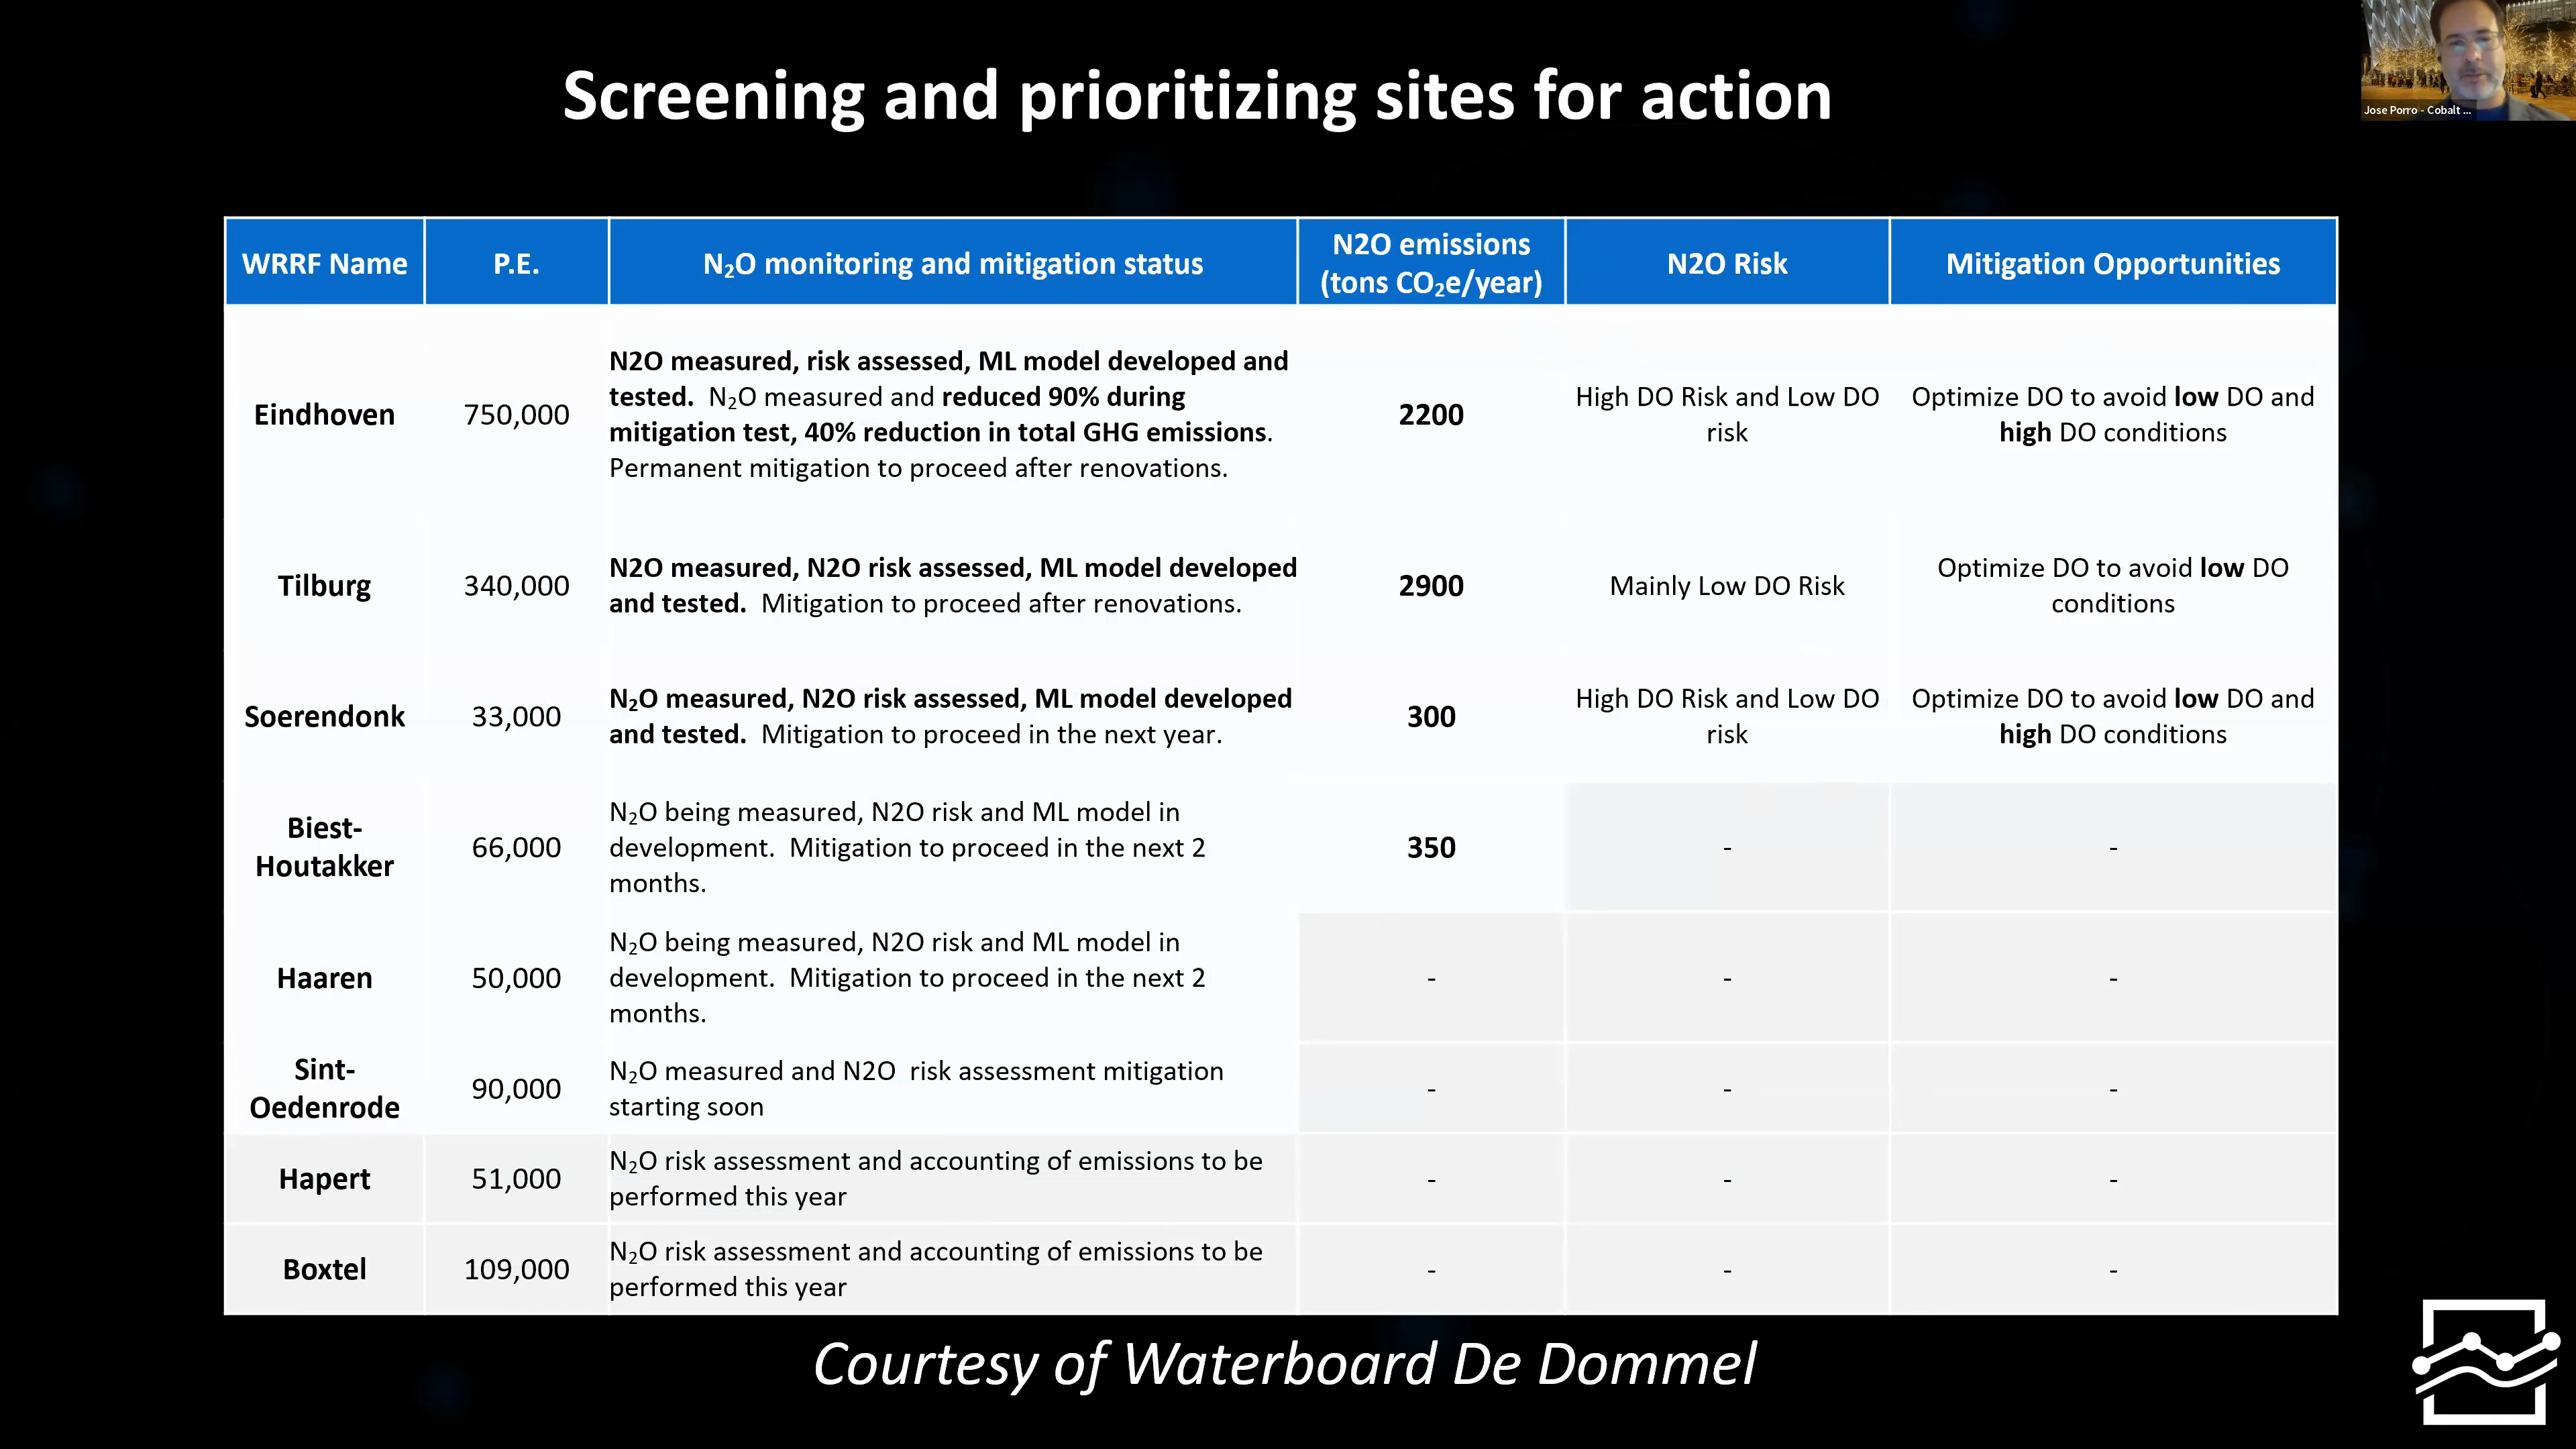 Screening and prioritizing sites for action
Jose Porro - Cobalt ...
WRRF Name
P.E.
N₂O monitoring and mitigation status
N2O emissions
(tons CO₂e/year)
N2O Risk
Mitigation Opportunities
Eindhoven
750,000
N2O measured, risk assessed, ML model developed and
tested. N₂O measured and reduced 90% during
mitigation test, 40% reduction in total GHG emissions.
Permanent mitigation to proceed after renovations.
2200
High DO Risk and Low DO
risk
Optimize DO to avoid low DO and
high DO conditions
Tilburg
340,000
N2O measured, N2O risk assessed, ML model developed
and tested. Mitigation to proceed after renovations.
2900
Mainly Low DO Risk
Optimize DO to avoid low DO
conditions
Soerendonk
33,000
N₂O measured, N2O risk assessed, ML model developed
and tested. Mitigation to proceed in the next year.
300
High DO Risk and Low DO
risk
Optimize DO to avoid low DO and
high DO conditions
Biest-
Houtakker
66,000
N₂O being measured, N2O risk and ML model in
development. Mitigation to proceed in the next 2
months.
350
-
-
Haaren
50,000
N₂O being measured, N2O risk and ML model in
development. Mitigation to proceed in the next 2
months.
-
-
-
Sint-
Oedenrode
90,000
N₂O measured and N2O risk assessment mitigation
starting soon
-
-
-
Hapert
51,000
N₂O risk assessment and accounting of emissions to be
performed this year
-
-
-
Boxtel
109,000
N₂O risk assessment and accounting of emissions to be
performed this year
-
-
-
Courtesy of Waterboard De Dommel